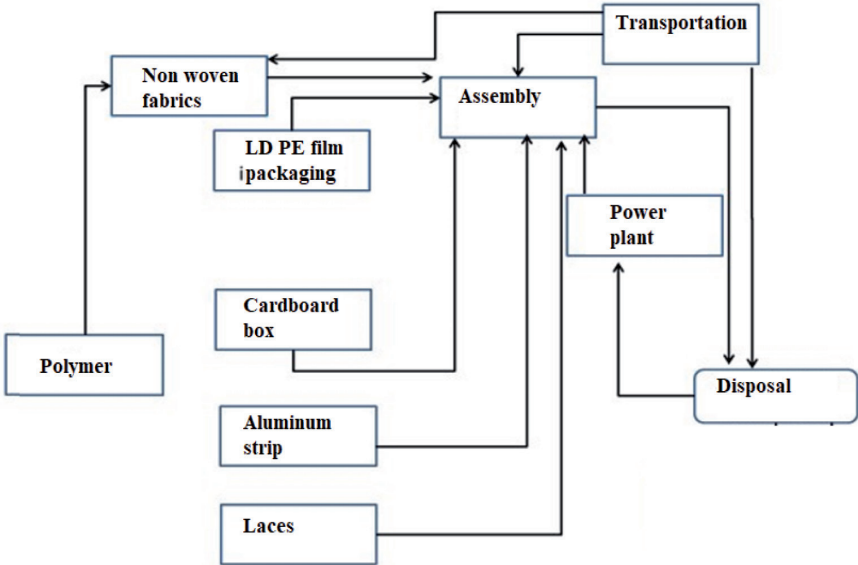 Transportation
Non woven
fabrics
Assembly
LD PE film
packaging
Power
plant
Cardboard
box
Polymer
Disposal
Aluminum
strip
Laces